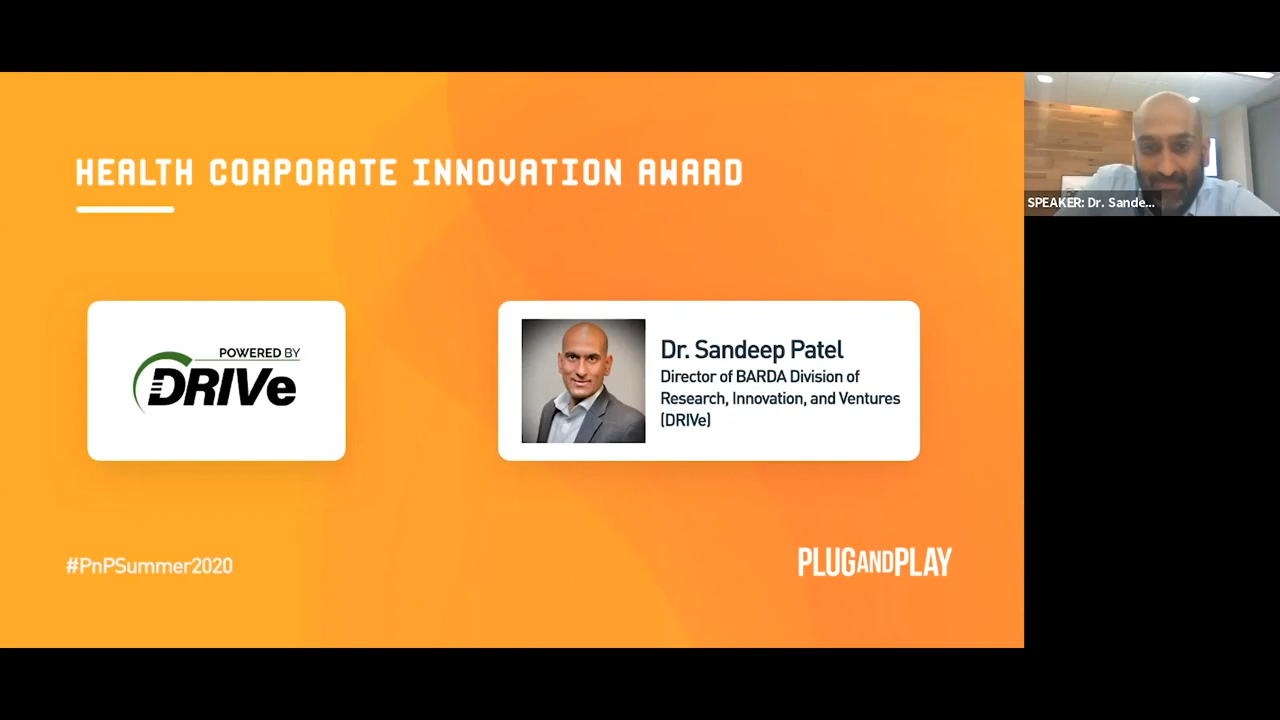 HEALTH CORPORATE INNOVATION AWARD
POWERED BY
DRIVe
Dr. Sandeep Patel
Director of BARDA Division of
Research, Innovation, and Ventures
(DRIVe)
#PnPSummer2020
PLUGANDPLAY
SPEAKER: Dr. Sande...